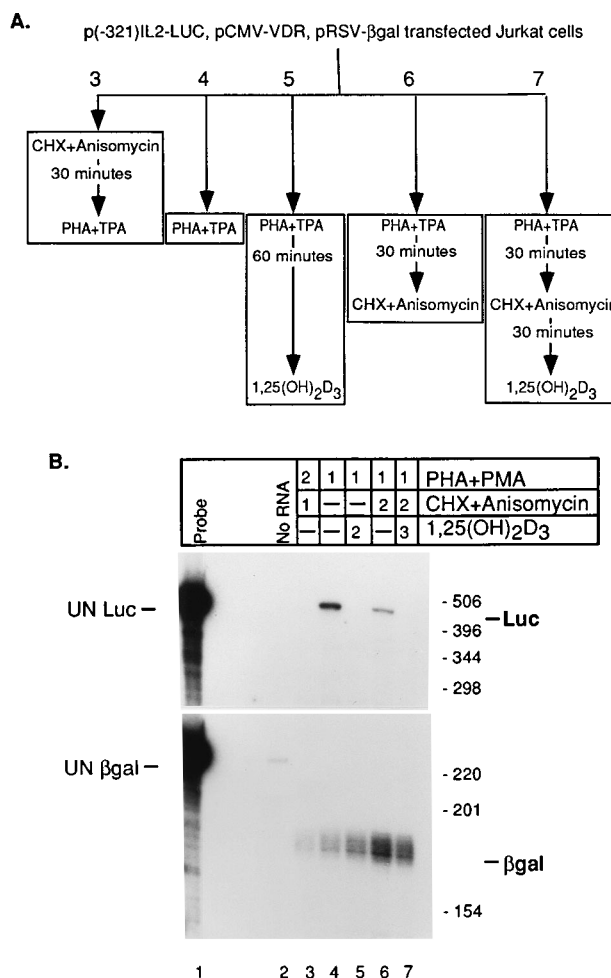 A.
p(-321)IL2-LUC, pCMV-VDR, pRSV-βgal transfected Jurkat cells
3 4 5 6 7
CHX+Anisomycin
30 minutes
PHA+TPA
PHA+TPA
PHA+TPA
60 minutes
1,25(OH)2D3
PHA+TPA
30 minutes
CHX+Anisomycin
PHA+TPA
30 minutes
CHX+Anisomycin
30 minutes
1,25(OH)2D3
B.
Probe
No RNA
2 1 1 1 1 PHA+PMA
1 — — 2 2 CHX+Anisomycin
— — 2 — 3 1,25(OH)2D3
UN Luc –
- 506
– Luc
- 396
- 344
- 298
UN βgal –
- 220
- 201
– βgal
- 154
1 2 3 4 5 6 7